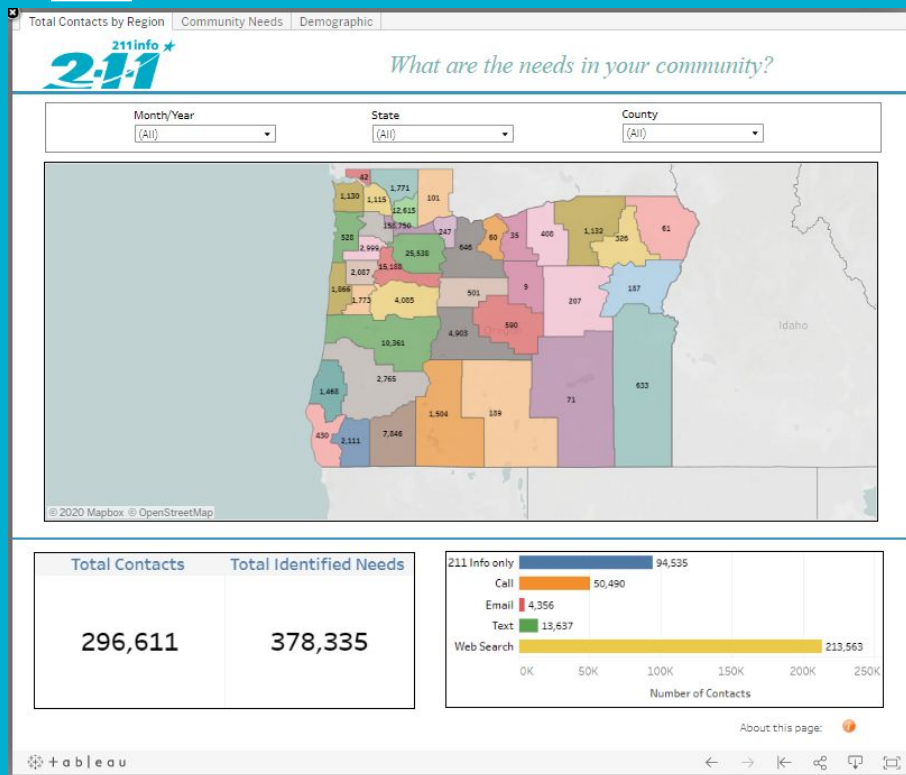 Total Contacts by Region Community Needs Demographic
211info
2·1·1
What are the needs in your community?
Month/Year State County
(All) (All) (All)
62
1,771
1,130 1,115 101
12,615
528 247
2,999 25,538 646 60 35 408 1,132 326 61
2,087 15,188
1,866 1,773 4,085 501 9 207 187
10,361 4,903 590
Idaho
1,468 2,765 1,504 189 71 633
430 2,111 7,846
© 2020 Mapbox © OpenStreetMap
Total Contacts Total Identified Needs
296,611 378,335
211 Info only 94,535
Call 50,490
Email 4,356
Text 13,637
Web Search 213,563
0K 50K 100K 150K 200K 250K
Number of Contacts
About this page:
+ableau